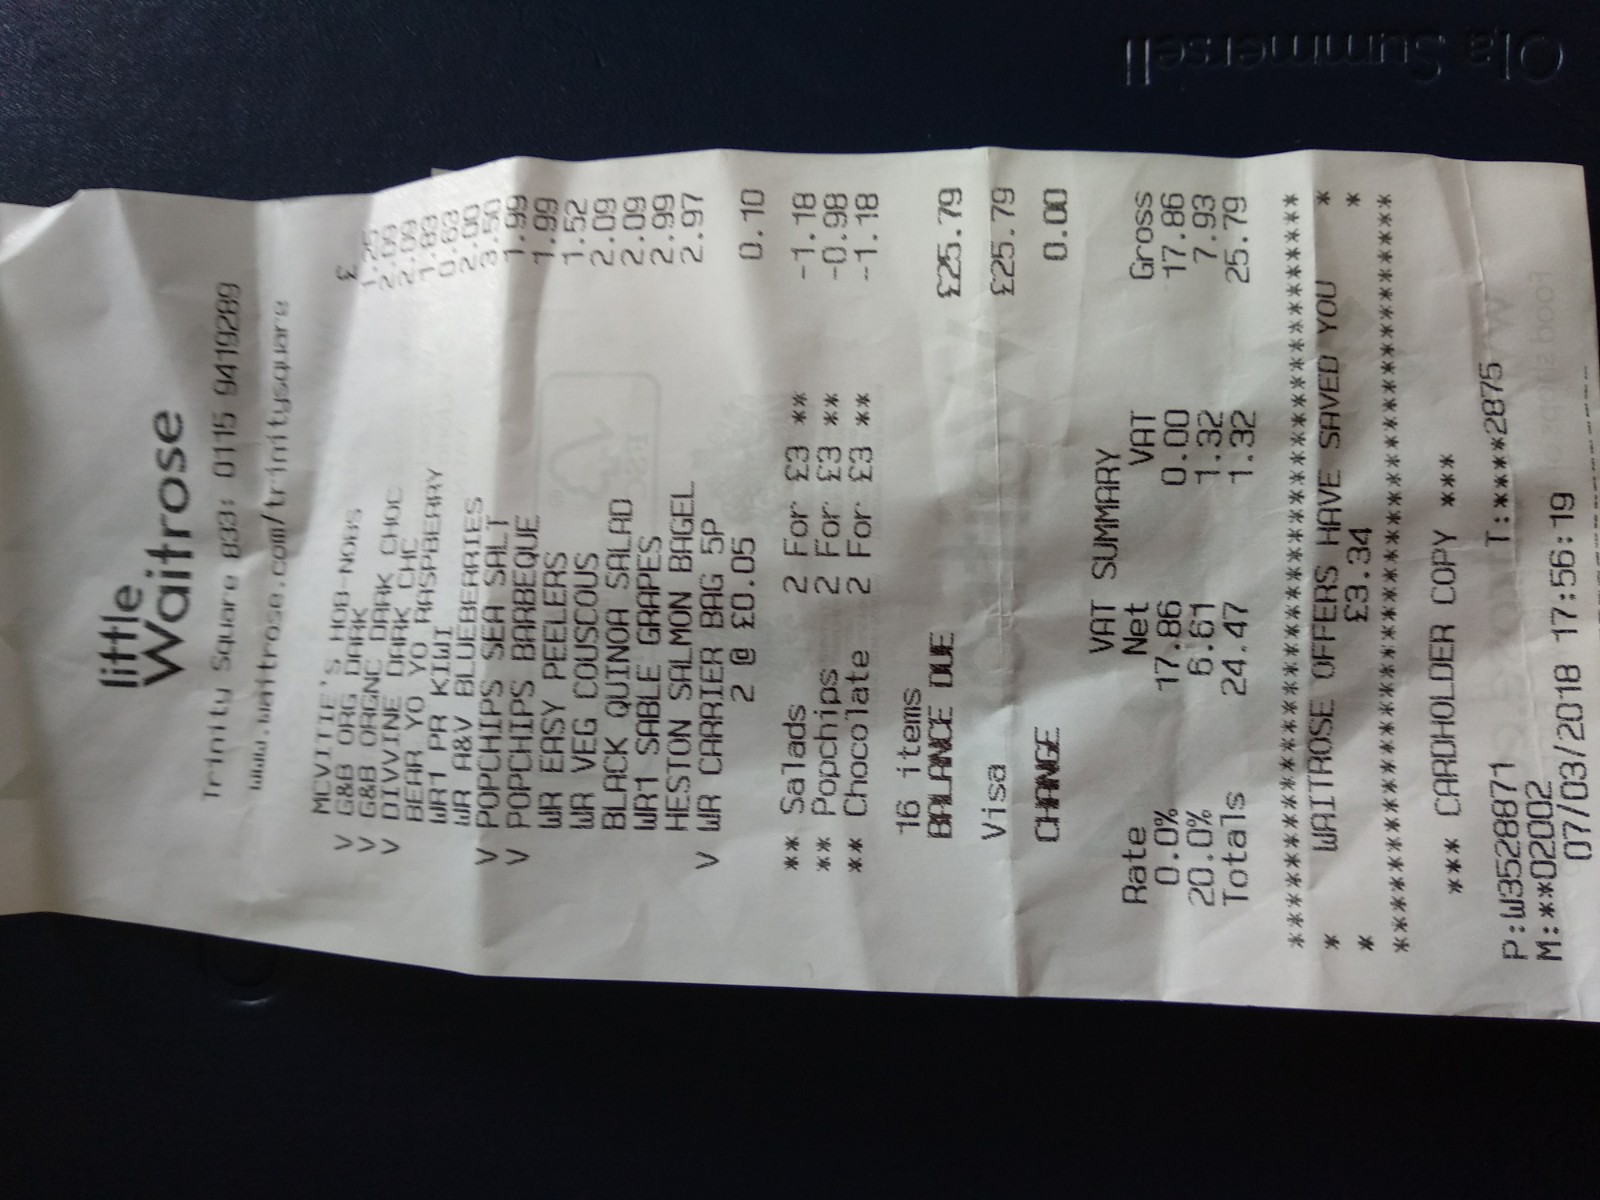 little
Waitrose
Trinity Square 833: 0115 9419289
www.waitrose.com/trinitysquare
£
MCVITIE'S HOB-NOBS 1.25
V G&B ORG DARK 2.09
V G&B ORGNC DARK CHOC 2.09
V DIVVINE DARK CHC 1.83
BEAR YO YO RASPBERRY 0.63
WR1 PR KIWI 2.00
WR A&V BLUEBERRIES 3.50
V POPCHIPS SEA SALT 1.99
V POPCHIPS BARBEQUE 1.99
WR EASY PEELERS 1.52
WR VEG COUSCOUS 2.09
BLACK QUINOA SALAD 2.09
WR1 SABLE GRAPES 2.99
HESTON SALMON BAGEL 2.97
V WR CARRIER BAG 5P
2 @ £0.05 0.10
** Salads 2 For £3 ** -1.18
** Popchips 2 For £3 ** -0.98
** Chocolate 2 For £3 ** -1.18
16 items
BALANCE DUE £25.79
Visa £25.79
CHANGE 0.00
VAT SUMMARY
Rate Net VAT Gross
0.0% 17.86 0.00 17.86
20.0% 6.61 1.32 7.93
Totals 24.47 1.32 25.79
****************************************
* WAITROSE OFFERS HAVE SAVED YOU *
* £3.34 *
****************************************
*** CARDHOLDER COPY ***
P:W3528871 T:****2875
M:**02002
07/03/2018 17:56:19
Ola Summersell